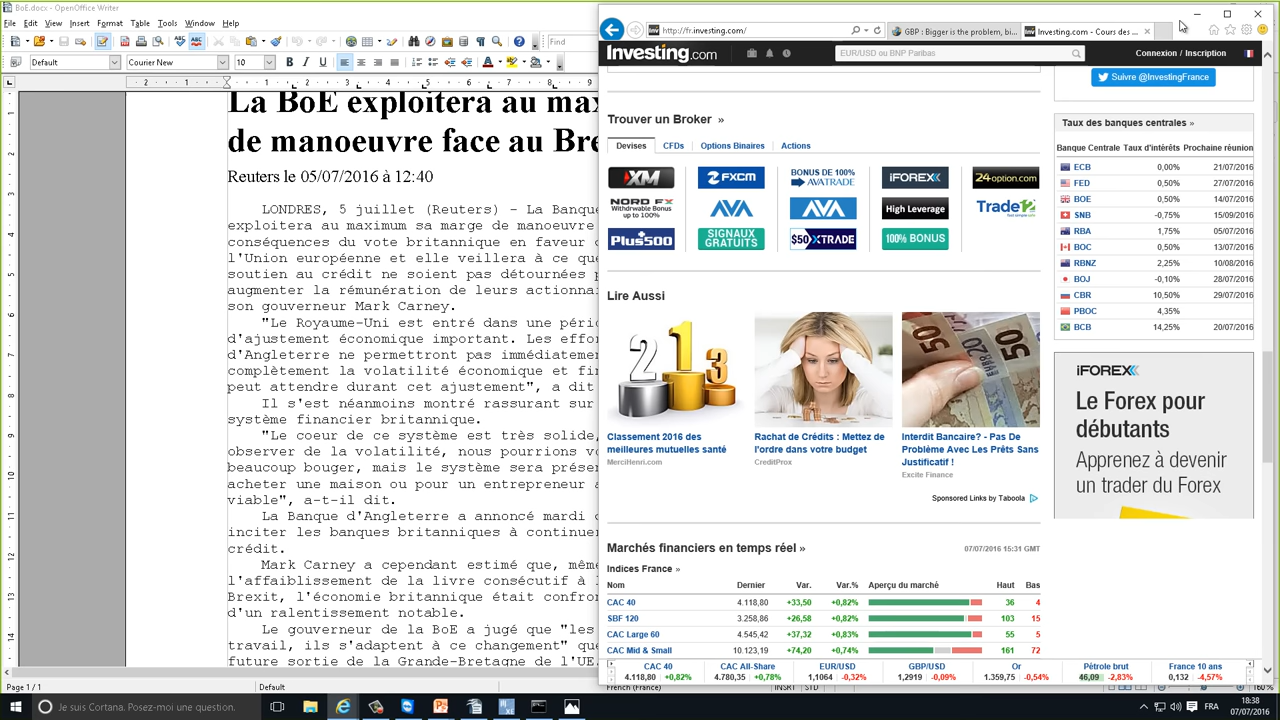 BoE.docx - OpenOffice Writer
File Edit View Insert Format Table Tools Window Help
Find
Default Courier New 10
La BoE exploitera au max
de manoeuvre face au Bre
Reuters le 05/07/2016 à 12:40
LONDRES, 5 juillet (Reuters) - La Banque
exploitera au maximum sa marge de manoeuvre
conséquences du vote britannique en faveur d
l'Union européenne et elle veillera à ce que
soutien au crédit ne soient pas détournées p
augmenter la rémunération de leurs actionnai
son gouverneur Mark Carney.
"Le Royaume-Uni est entré dans une péri
d'ajustement économique important. Les effor
d'Angleterre ne permettront pas immédiatemen
complètement la volatilité économique et fin
peut attendre durant cet ajustement", a dit
Il s'est néanmoins montré rassurant sur
système financier britannique.
"Le coeur de ce système est très solide,
observer de la volatilité, nous pourrions vo
beaucoup bouger, mais le système sera présen
acheter une maison ou pour un entrepreneur a
viable", a-t-il dit.
La Banque d'Angleterre a annoncé mardi d
inciter les banques britanniques à continuer
crédit.
Mark Carney a cependant estimé que, même
l'affaiblissement de la livre consécutif à l
Brexit, l'économie britannique était confron
d'un ralentissement notable.
Le gouverneur de la BoE a jugé que "les
travail, ils s'adaptent à ce changement" que
future sortie de la Grande-Bretagne de l'UE.
Page 1 / 1 Default French (France) INSRT STD 160%
http://fr.investing.com/
GBP : Bigger is the problem, bi...
Investing.com - Cours des ...
Investing.com
EUR/USD ou BNP Paribas
Connexion / Inscription
Suivre @InvestingFrance
Trouver un Broker »
Devises CFDs Options Binaires Actions
XM FXCM BONUS DE 100% AVATRADE iFOREX 24option.com
NORD FX Withdrawable Bonus up to 100% AVA AVA High Leverage Trade12
Plus500 SIGNAUX GRATUITS $50 XTRADE 100% BONUS
Taux des banques centrales »
Banque Centrale Taux d'intérêts Prochaine réunion
ECB 0,00% 21/07/2016
FED 0,50% 27/07/2016
BOE 0,50% 14/07/2016
SNB -0,75% 15/09/2016
RBA 1,75% 05/07/2016
BOC 0,50% 13/07/2016
RBNZ 2,25% 10/08/2016
BOJ -0,10% 28/07/2016
CBR 10,50% 29/07/2016
PBOC 4,35%
BCB 14,25% 20/07/2016
Lire Aussi
2 1 3
Classement 2016 des
meilleures mutuelles santé
MerciHenri.com
Rachat de Crédits : Mettez de
l'ordre dans votre budget
CreditProx
Interdit Bancaire? - Pas De
Problème Avec Les Prêts Sans
Justificatif !
Excite Finance
Sponsored Links by Taboola
iFOREX
Le Forex pour
débutants
Apprenez à devenir
un trader du Forex
Marchés financiers en temps réel » 07/07/2016 15:31 GMT
Indices France »
Nom Dernier Var. Var.% Aperçu du marché Haut Bas
CAC 40 4.118,80 +33,50 +0,82% 36 4
SBF 120 3.258,86 +26,58 +0,82% 103 15
CAC Large 60 4.545,42 +37,32 +0,83% 55 5
CAC Mid & Small 10.123,19 +74,20 +0,74% 161 72
CAC 40 CAC All-Share EUR/USD GBP/USD Or Pétrole brut France 10 ans
4.118,80 +0,82% 4.780,35 +0,78% 1,1064 -0,32% 1,2919 -0,09% 1.359,75 -0,54% 46,09 -2,83% 0,132 -4,57%
Je suis Cortana. Posez-moi une question.
FRA
18:38
07/07/2016